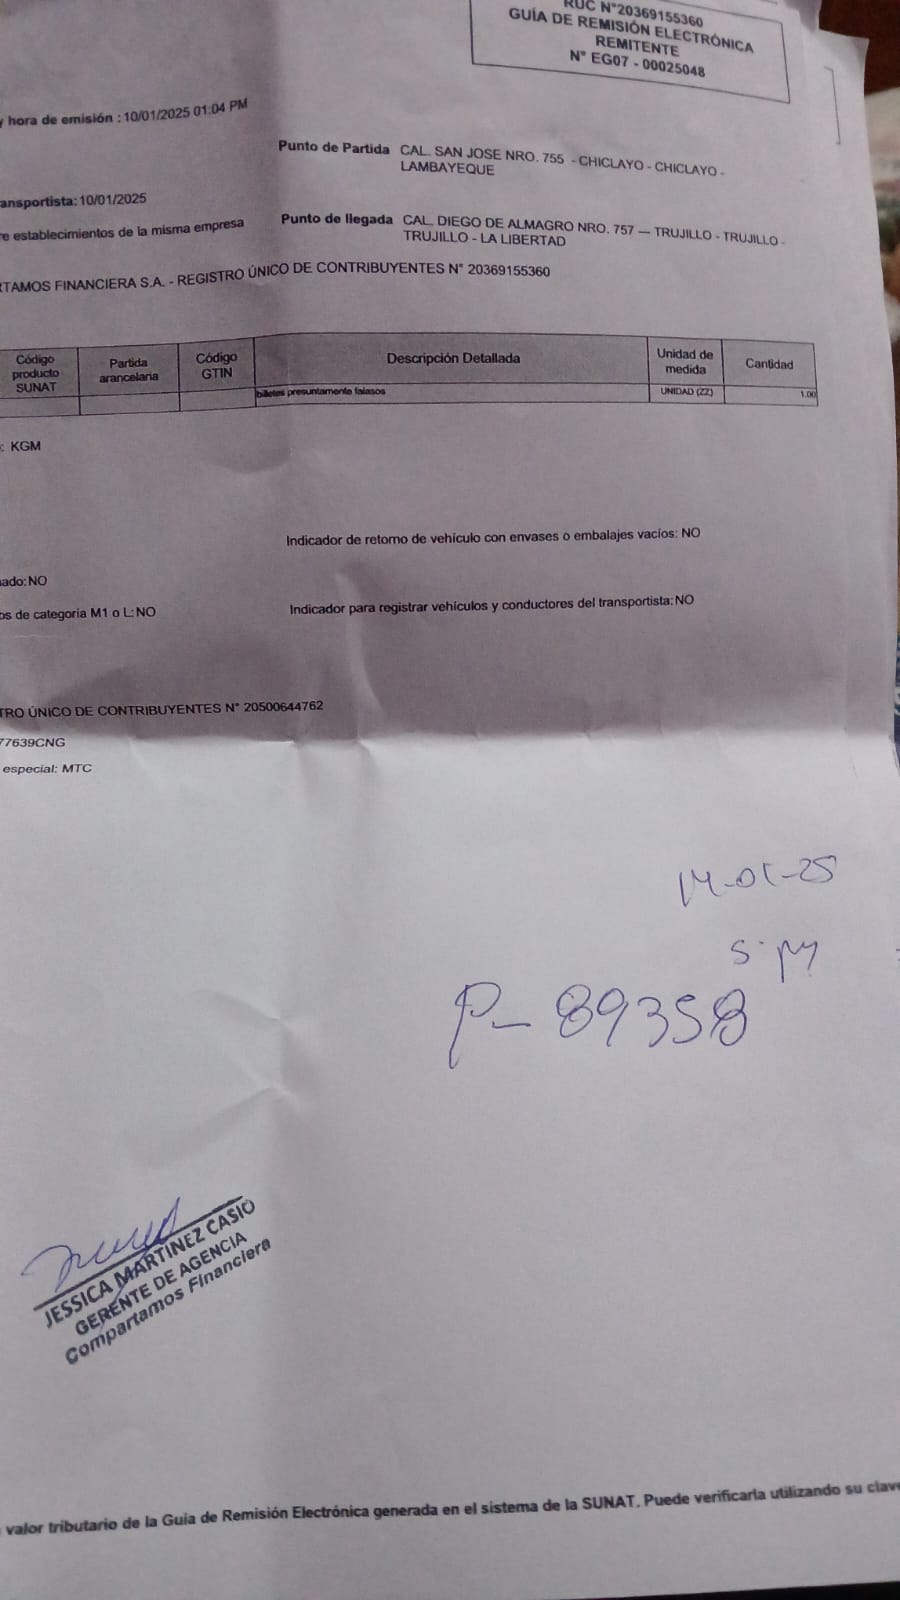 RUC N°20369155360
GUÍA DE REMISIÓN ELECTRÓNICA
REMITENTE
N° EG07 - 00025048
y hora de emisión : 10/01/2025 01:04 PM
Punto de Partida CAL. SAN JOSE NRO. 755 - CHICLAYO - CHICLAYO -
LAMBAYEQUE
ansportista: 10/01/2025
re establecimientos de la misma empresa
Punto de llegada CAL. DIEGO DE ALMAGRO NRO. 757 — TRUJILLO - TRUJILLO -
TRUJILLO - LA LIBERTAD
RTAMOS FINANCIERA S.A. - REGISTRO ÚNICO DE CONTRIBUYENTES N° 20369155360
Código producto SUNAT Partida arancelaria Código GTIN Descripción Detallada Unidad de medida Cantidad
billetes presuntamente falasos UNIDAD (ZZ) 1.00
: KGM
Indicador de retorno de vehículo con envases o embalajes vacíos: NO
ado: NO
os de categoría M1 o L: NO
Indicador para registrar vehículos y conductores del transportista: NO
TRO ÚNICO DE CONTRIBUYENTES N° 20500644762
77639CNG
especial: MTC
14-01-25
P- 89358
JESSICA MARTINEZ CASIO
GERENTE DE AGENCIA
Compartamos Financiera
valor tributario de la Guía de Remisión Electrónica generada en el sistema de la SUNAT. Puede verificarla utilizando su clave